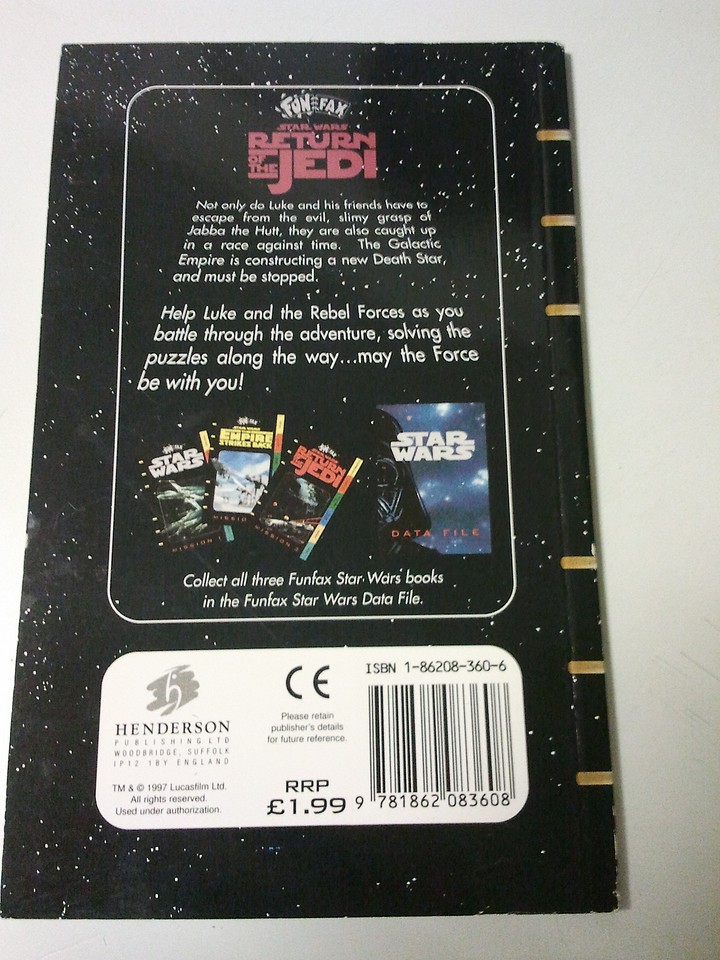 FUNFAX
STAR WARS
RETURN
OF THE JEDI
Not only do Luke and his friends have to
escape from the evil, slimy grasp of
Jabba the Hutt, they are also caught up
in a race against time. The Galactic
Empire is constructing a new Death Star,
and must be stopped.
Help Luke and the Rebel Forces as you
battle through the adventure, solving the
puzzles along the way...may the Force
be with you!
STAR
WARS
MISSION 1
STAR WARS
EMPIRE
STRIKES BACK
MISSIO
RETURN
OF THE JEDI
MISSION
STAR
WARS
DATA FILE
Collect all three Funfax Star Wars books
in the Funfax Star Wars Data File.
HENDERSON
PUBLISHING LTD
WOODBRIDGE, SUFFOLK
IP12 1BY ENGLAND
TM & © 1997 Lucasfilm Ltd.
All rights reserved.
Used under authorization.
CE
Please retain
publisher's details
for future reference.
RRP
£1.99
ISBN 1-86208-360-6
9 781862 083608